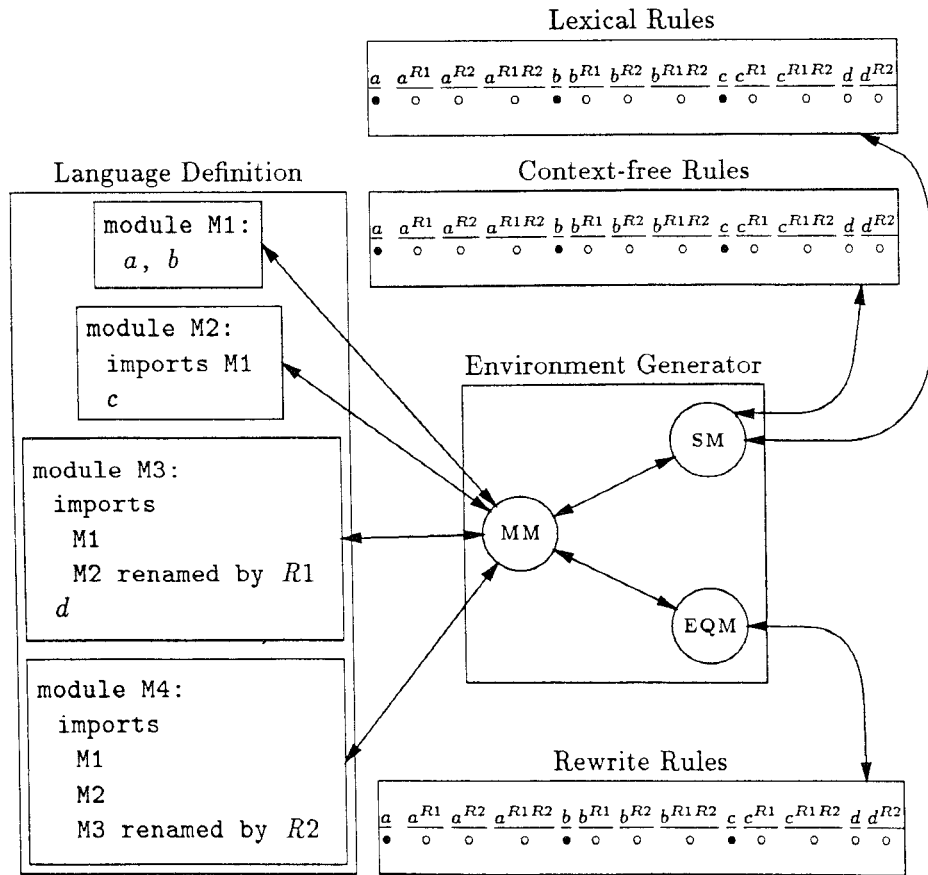 Lexical Rules
a a^{R1} a^{R2} a^{R1R2} b b^{R1} b^{R2} b^{R1R2} c c^{R1} c^{R1R2} d d^{R2}
Context-free Rules
a a^{R1} a^{R2} a^{R1R2} b b^{R1} b^{R2} b^{R1R2} c c^{R1} c^{R1R2} d d^{R2}
Language Definition
module M1:
a, b
module M2:
imports M1
c
module M3:
imports
M1
M2 renamed by R1
d
module M4:
imports
M1
M2
M3 renamed by R2
Environment Generator
SM
MM
EQM
Rewrite Rules
a a^{R1} a^{R2} a^{R1R2} b b^{R1} b^{R2} b^{R1R2} c c^{R1} c^{R1R2} d d^{R2}